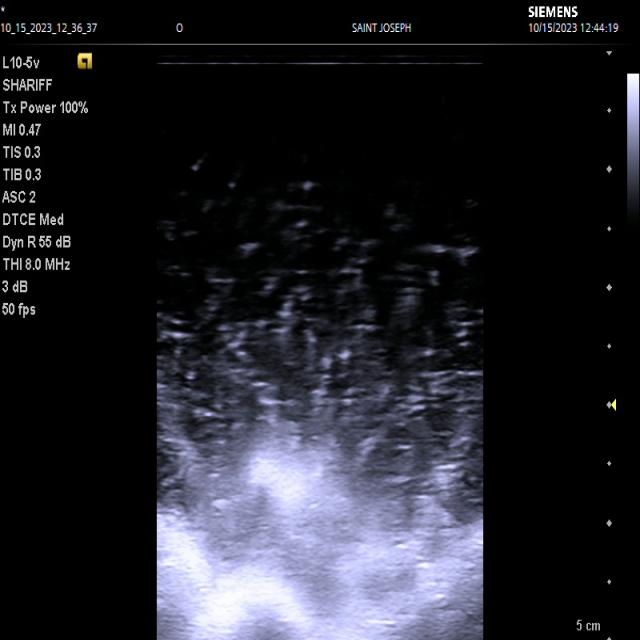 *
SIEMENS
10_15_2023_12_36_37 O SAINT JOSEPH 10/15/2023 12:44:19
L10-5v
SHARIFF
Tx Power 100%
MI 0.47
TIS 0.3
TIB 0.3
ASC 2
DTCE Med
Dyn R 55 dB
THI 8.0 MHz
3 dB
50 fps
5 cm